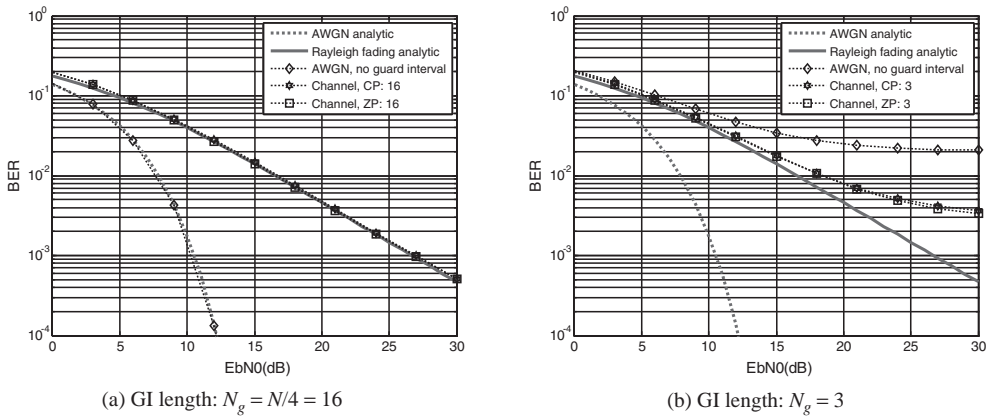 10^0
10^-1
10^-2
10^-3
10^-4
BER
0 5 10 15 20 25 30
EbN0(dB)
AWGN analytic
Rayleigh fading analytic
AWGN, no guard interval
Channel, CP: 16
Channel, ZP: 16
(a) GI length: N_g = N/4 = 16
10^0
10^-1
10^-2
10^-3
10^-4
BER
0 5 10 15 20 25 30
EbN0(dB)
AWGN analytic
Rayleigh fading analytic
AWGN, no guard interval
Channel, CP: 3
Channel, ZP: 3
(b) GI length: N_g = 3